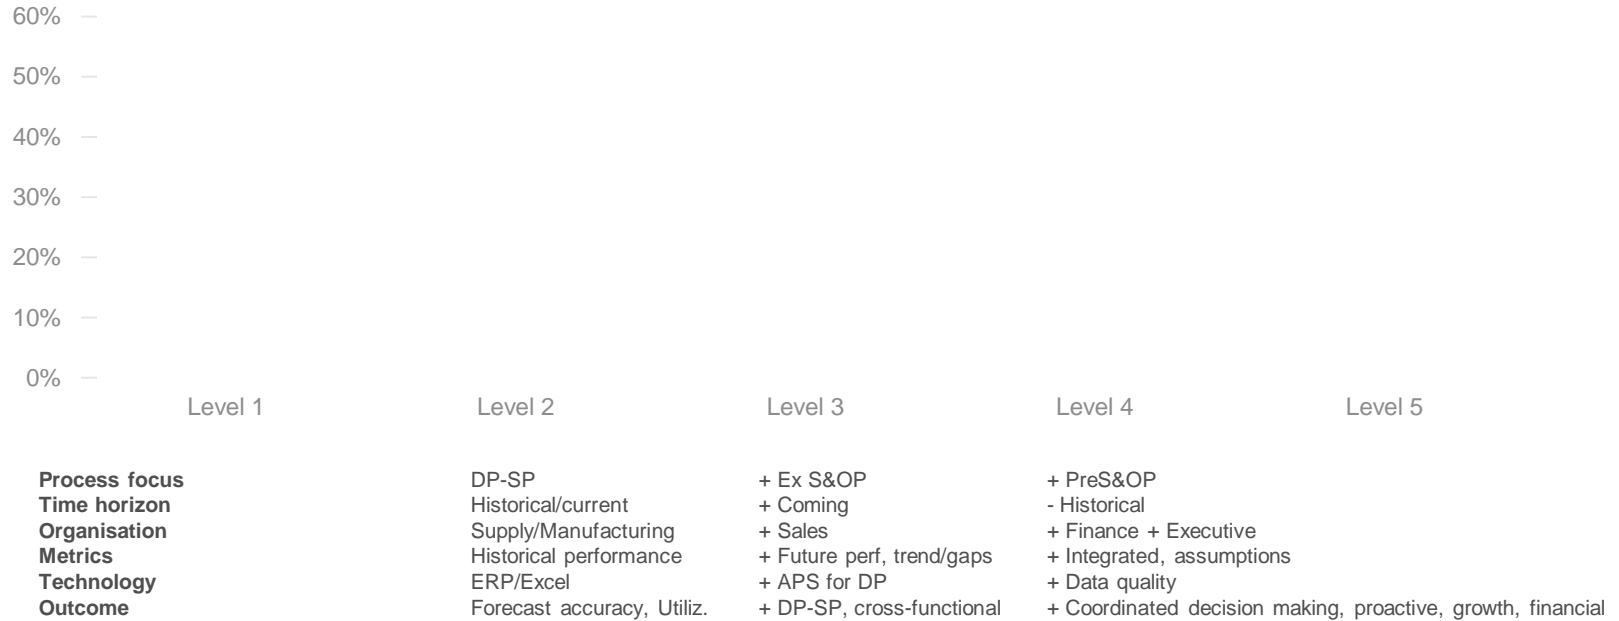 60%
50%
40%
30%
20%
10%
0%
Level 1 Level 2 Level 3 Level 4 Level 5
Process focus DP-SP + Ex S&OP + PreS&OP
Time horizon Historical/current + Coming - Historical
Organisation Supply/Manufacturing + Sales + Finance + Executive
Metrics Historical performance + Future perf, trend/gaps + Integrated, assumptions
Technology ERP/Excel + APS for DP + Data quality
Outcome Forecast accuracy, Utiliz. + DP-SP, cross-functional + Coordinated decision making, proactive, growth, financial